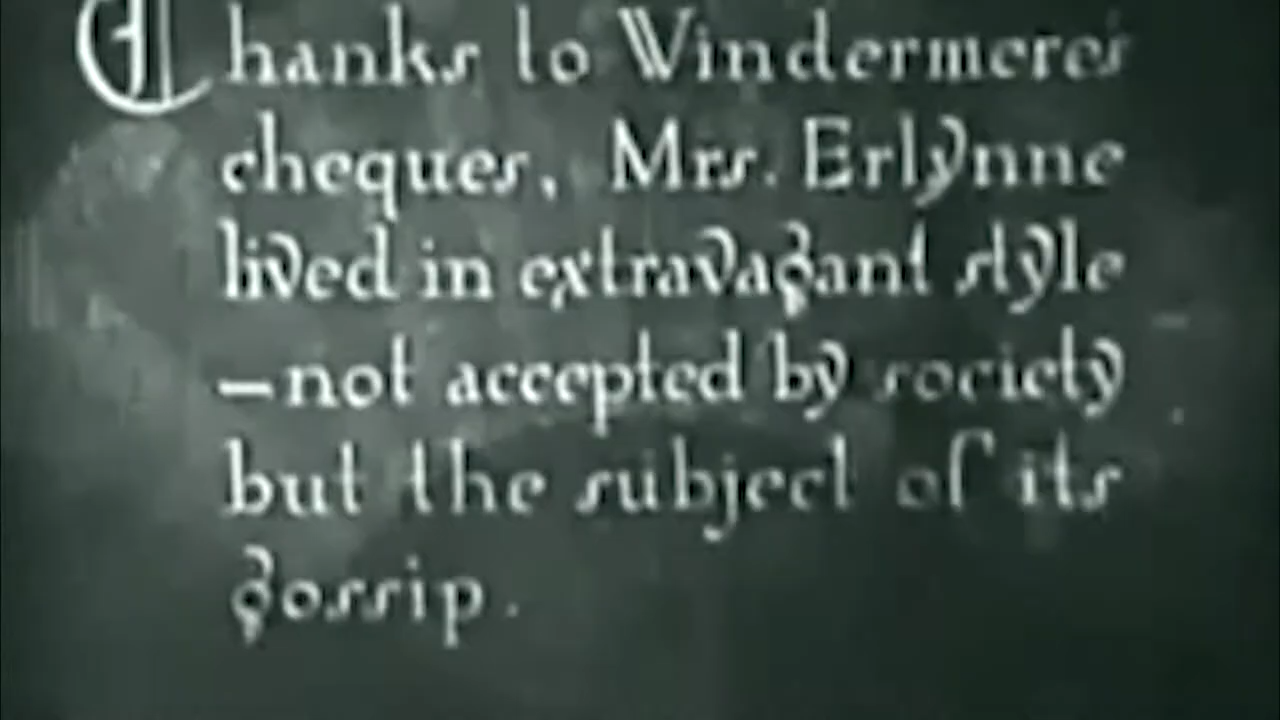 Thanks to Windermere's
cheques, Mrs. Erlynne
lived in extravagant style
—not accepted by society
but the subject of its
gossip.